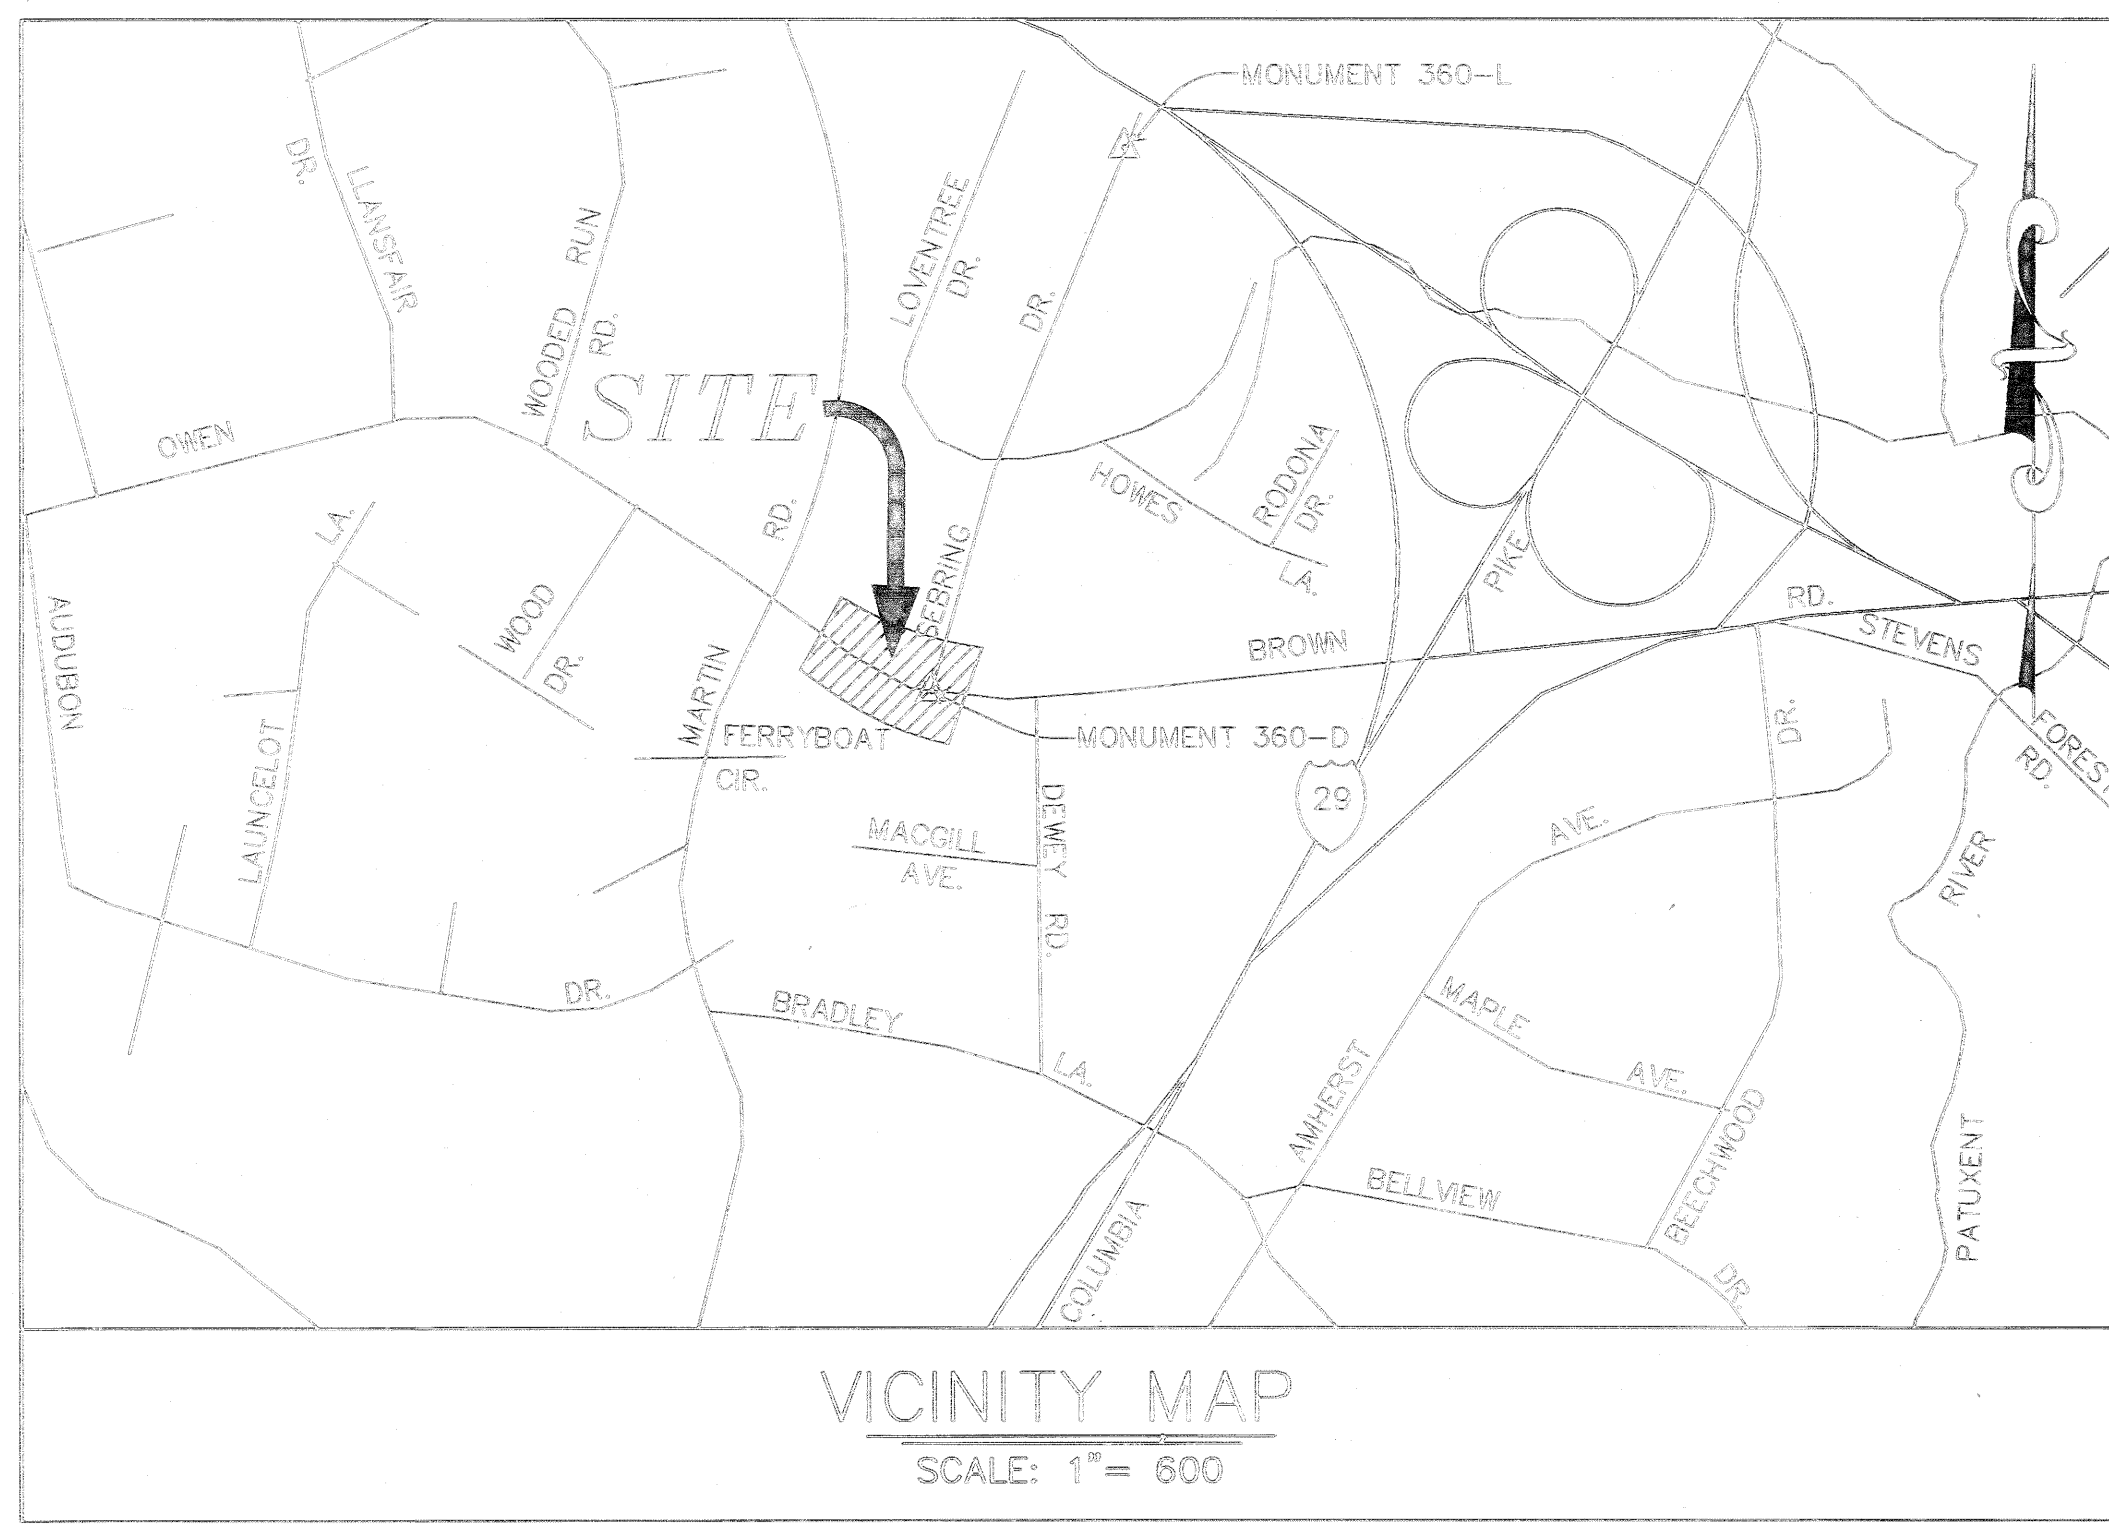 MONUMENT 360-L
DR.
LLANSFAIR
WOODED RUN
RD.
LOVENTREE
DR.
DR.
SEBRING
SITE
OWEN
LA.
RD.
HOWES
LA.
RODONA
DR.
PIKE
BROWN
RD.
STEVENS
FOREST
RD.
AUDUBON
WOOD
DR.
MARTIN
FERRYBOAT
CIR.
MONUMENT 360-D
29
DR.
LAUNCELOT
MACGILL
AVE.
DEWEY RD.
AVE.
RIVER
DR.
BRADLEY
LA.
MAPLE
AVE.
AMHERST
BEECHWOOD
BELLVIEW
DR.
COLUMBIA
PATUXENT
VICINITY MAP
SCALE: 1"= 600